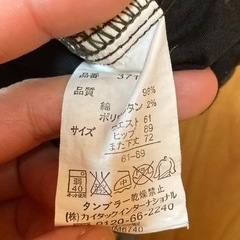 品番 371
品質
綿 98%
ポリウレタン 2%
サイズ
ウエスト 61
ヒップ 89
また下丈 72
61-89
40
タンブラー乾燥禁止
(株)カイタックインターナショナル
0120-66-2240